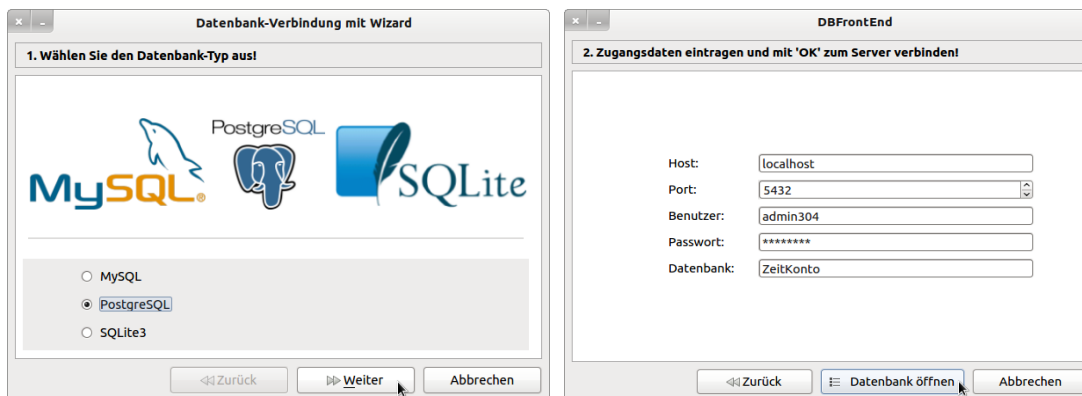 Datenbank-Verbindung mit Wizard
1. Wählen Sie den Datenbank-Typ aus!
PostgreSQL
MySQL®
SQLite
MySQL
PostgreSQL
SQLite3
Zurück
Weiter
Abbrechen
DBFrontEnd
2. Zugangsdaten eintragen und mit 'OK' zum Server verbinden!
Host: localhost
Port: 5432
Benutzer: admin304
Passwort: ********
Datenbank: ZeitKonto
Zurück
Datenbank öffnen
Abbrechen